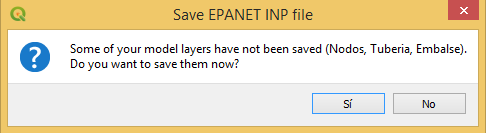 Save EPANET INP file
Some of your model layers have not been saved (Nodos, Tuberia, Embalse).
Do you want to save them now?
Sí
No